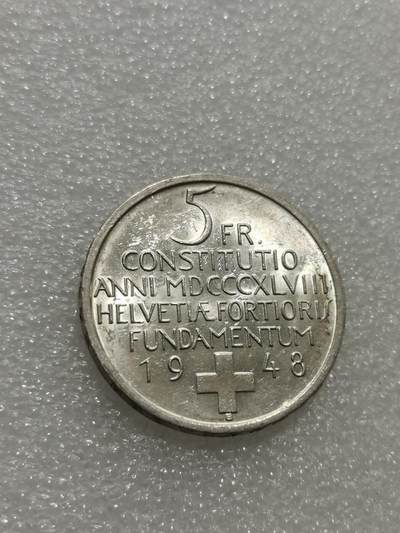 5 FR.
CONSTITUTIO
ANNI MDCCCXLVIII
HELVETIÆ FORTIORIS
FUNDAMENTUM
1948
B